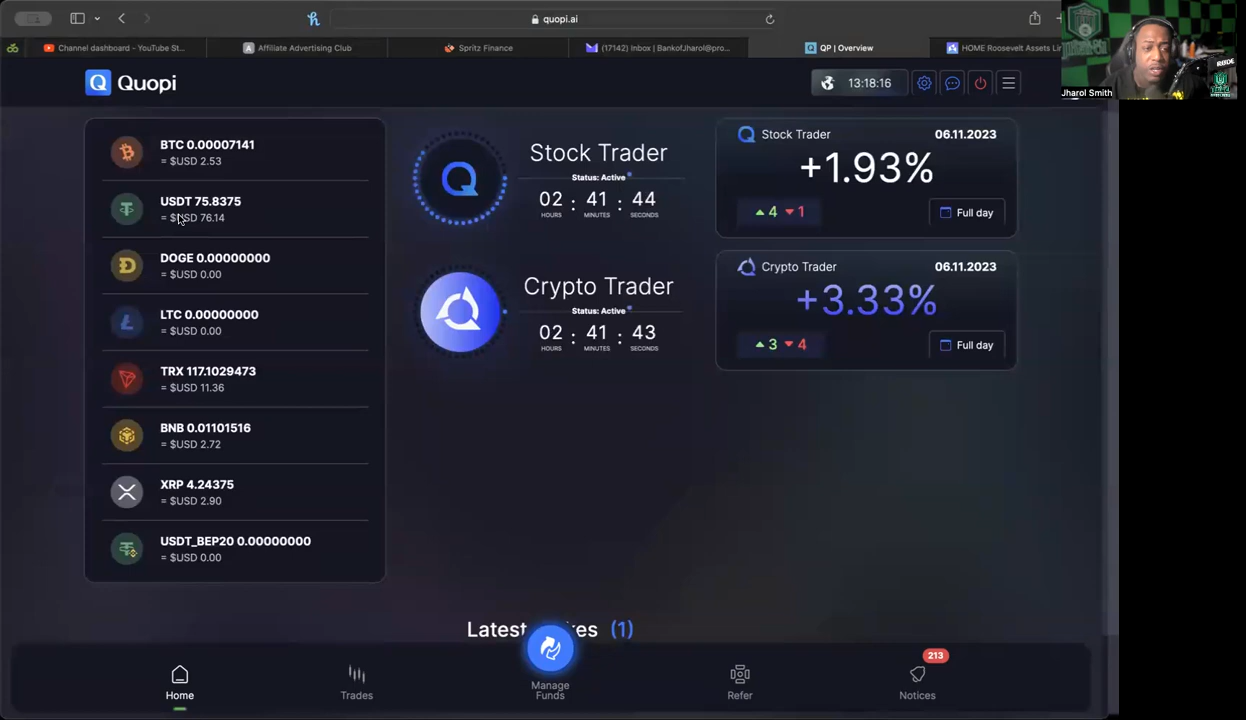 quopi.ai
Channel dashboard - YouTube St...
Affiliate Advertising Club
Spritz Finance
(17142) Inbox | BankofJharol@pro...
QP | Overview
HOME Roosevelt Assets Li
Jharol Smith
Quopi
13:18:16
BTC 0.00007141
= $USD 2.53
USDT 75.8375
= $USD 76.14
DOGE 0.00000000
= $USD 0.00
LTC 0.00000000
= $USD 0.00
TRX 117.1029473
= $USD 11.36
BNB 0.01101516
= $USD 2.72
XRP 4.24375
= $USD 2.90
USDT_BEP20 0.00000000
= $USD 0.00
Stock Trader
Status: Active
02 : 41 : 44
HOURS MINUTES SECONDS
Crypto Trader
Status: Active
02 : 41 : 43
HOURS MINUTES SECONDS
Stock Trader 06.11.2023
+1.93%
4 1 Full day
Crypto Trader 06.11.2023
+3.33%
3 4 Full day
Latest (1)
Home
Trades
Manage
Funds
Refer
213
Notices